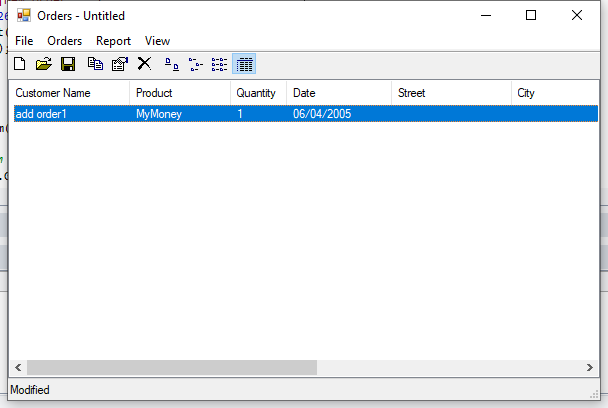 Orders - Untitled
File Orders Report View
Customer Name Product Quantity Date Street City
add order1 MyMoney 1 06/04/2005
Modified